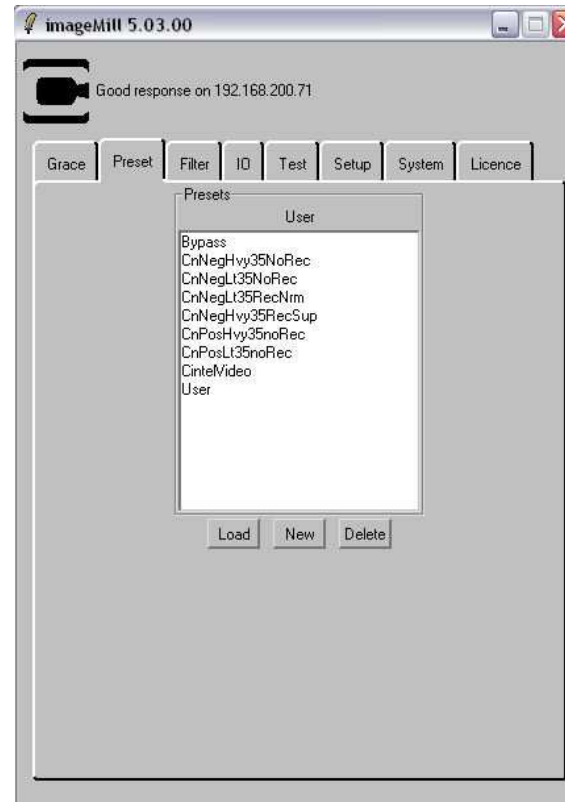 imageMill 5.03.00
Good response on 192.168.200.71
Grace Preset Filter IO Test Setup System Licence
Presets
User
Bypass
CnNegHvy35NoRec
CnNegLt35NoRec
CnNegLt35RecNrm
CnNegHvy35RecSup
CnPosHvy35noRec
CnPosLt35noRec
CintelVideo
User
Load New Delete